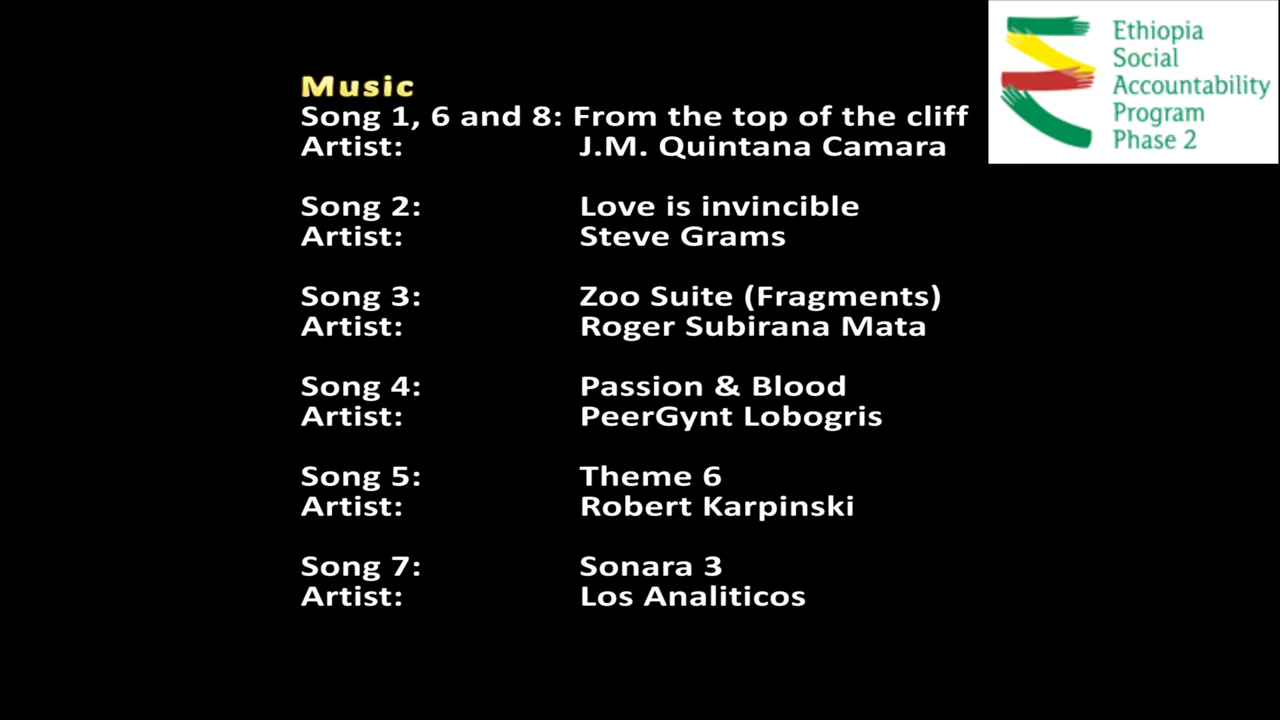 Music
Song 1, 6 and 8: From the top of the cliff
Artist: J.M. Quintana Camara
Song 2: Love is invincible
Artist: Steve Grams
Song 3: Zoo Suite (Fragments)
Artist: Roger Subirana Mata
Song 4: Passion & Blood
Artist: PeerGynt Lobogris
Song 5: Theme 6
Artist: Robert Karpinski
Song 7: Sonara 3
Artist: Los Analiticos
Ethiopia
Social
Accountability
Program
Phase 2